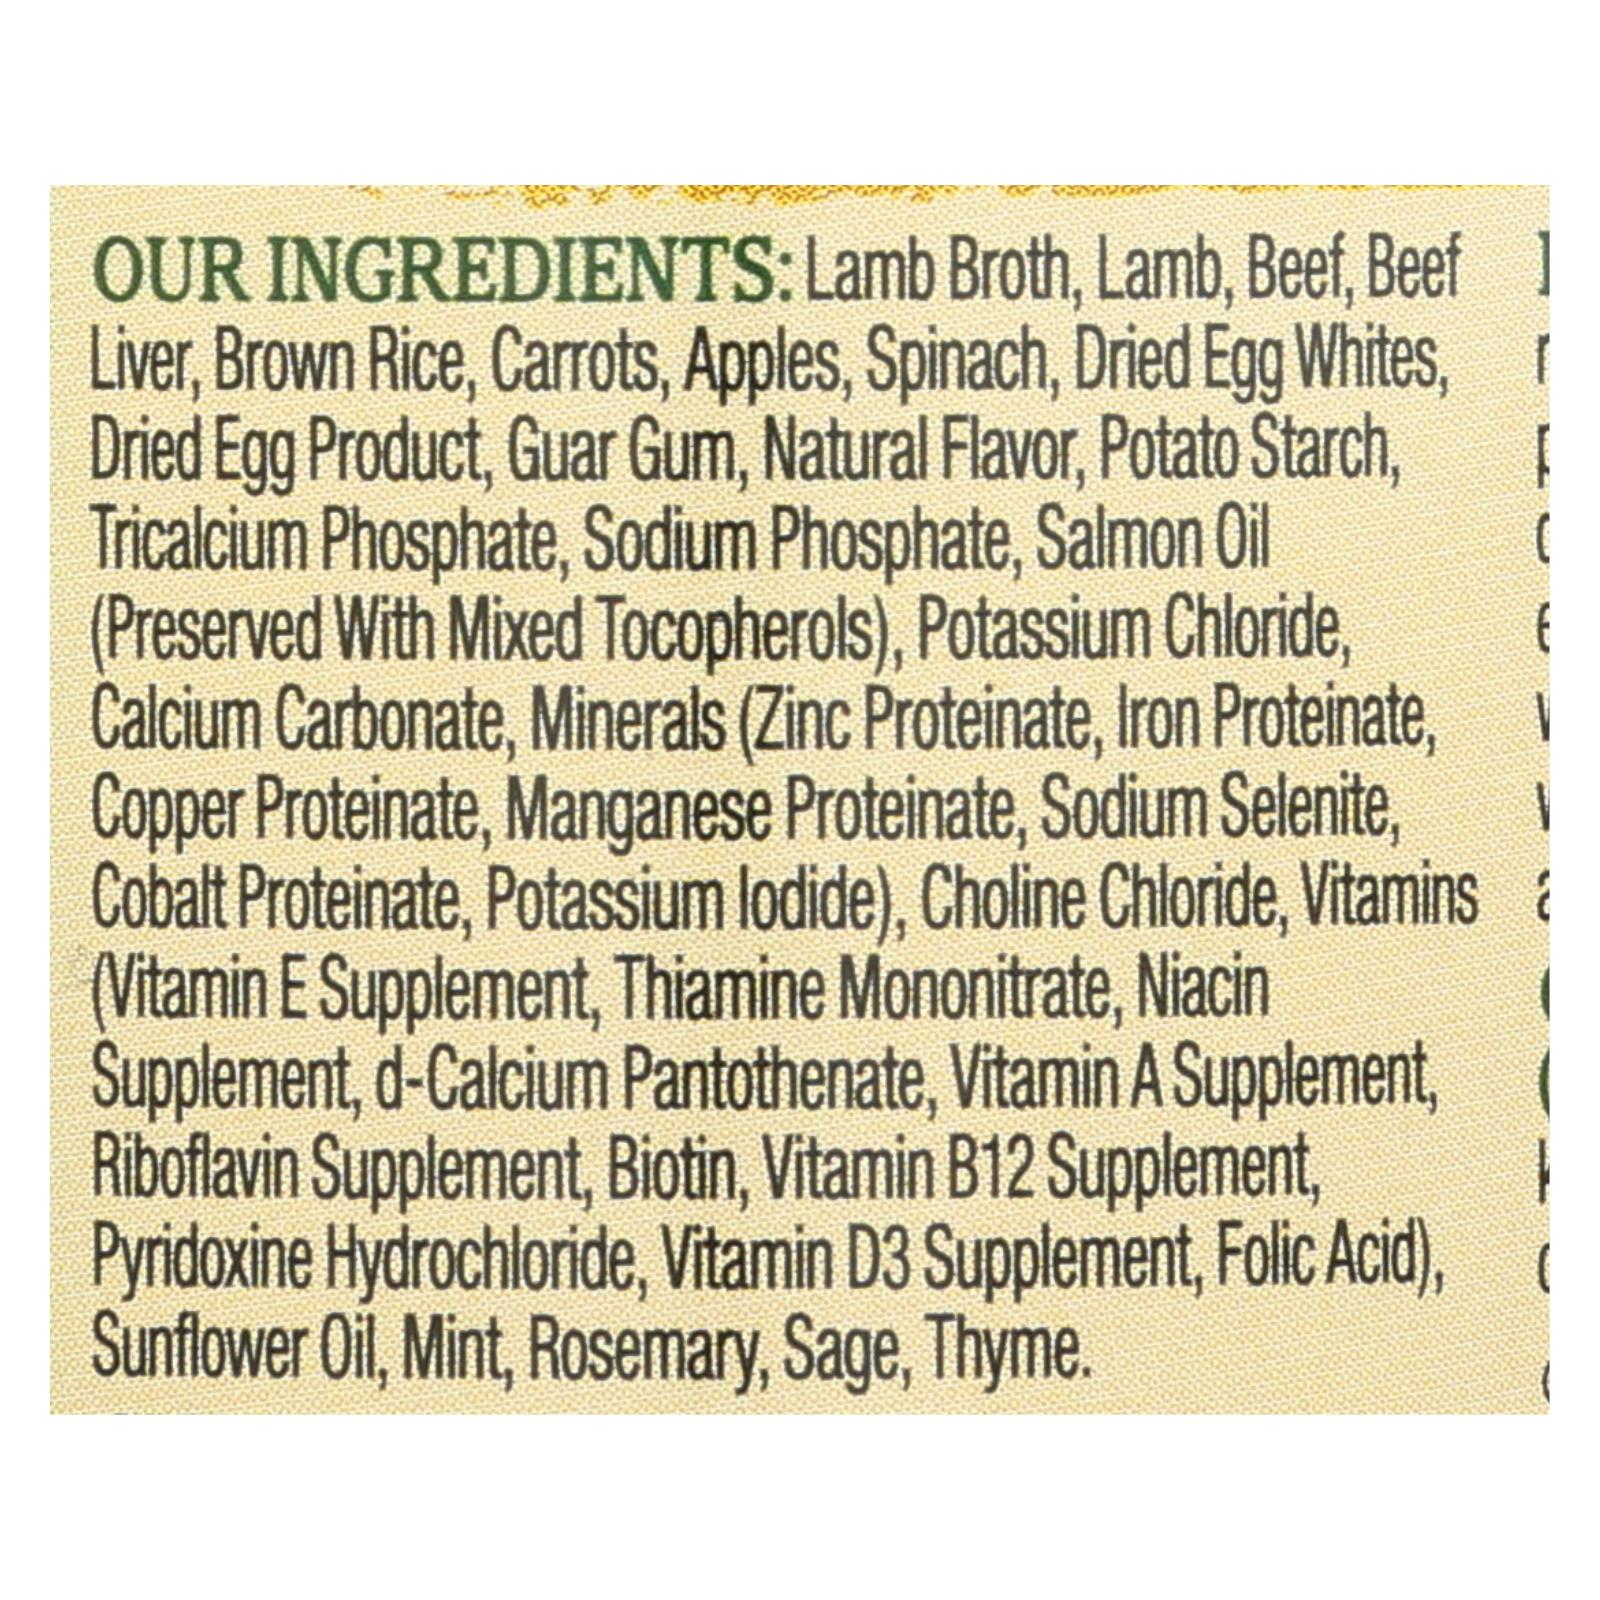 OUR INGREDIENTS: Lamb Broth, Lamb, Beef, Beef
Liver, Brown Rice, Carrots, Apples, Spinach, Dried Egg Whites,
Dried Egg Product, Guar Gum, Natural Flavor, Potato Starch,
Tricalcium Phosphate, Sodium Phosphate, Salmon Oil
(Preserved With Mixed Tocopherols), Potassium Chloride,
Calcium Carbonate, Minerals (Zinc Proteinate, Iron Proteinate,
Copper Proteinate, Manganese Proteinate, Sodium Selenite,
Cobalt Proteinate, Potassium Iodide), Choline Chloride, Vitamins
(Vitamin E Supplement, Thiamine Mononitrate, Niacin
Supplement, d-Calcium Pantothenate, Vitamin A Supplement,
Riboflavin Supplement, Biotin, Vitamin B12 Supplement,
Pyridoxine Hydrochloride, Vitamin D3 Supplement, Folic Acid),
Sunflower Oil, Mint, Rosemary, Sage, Thyme.